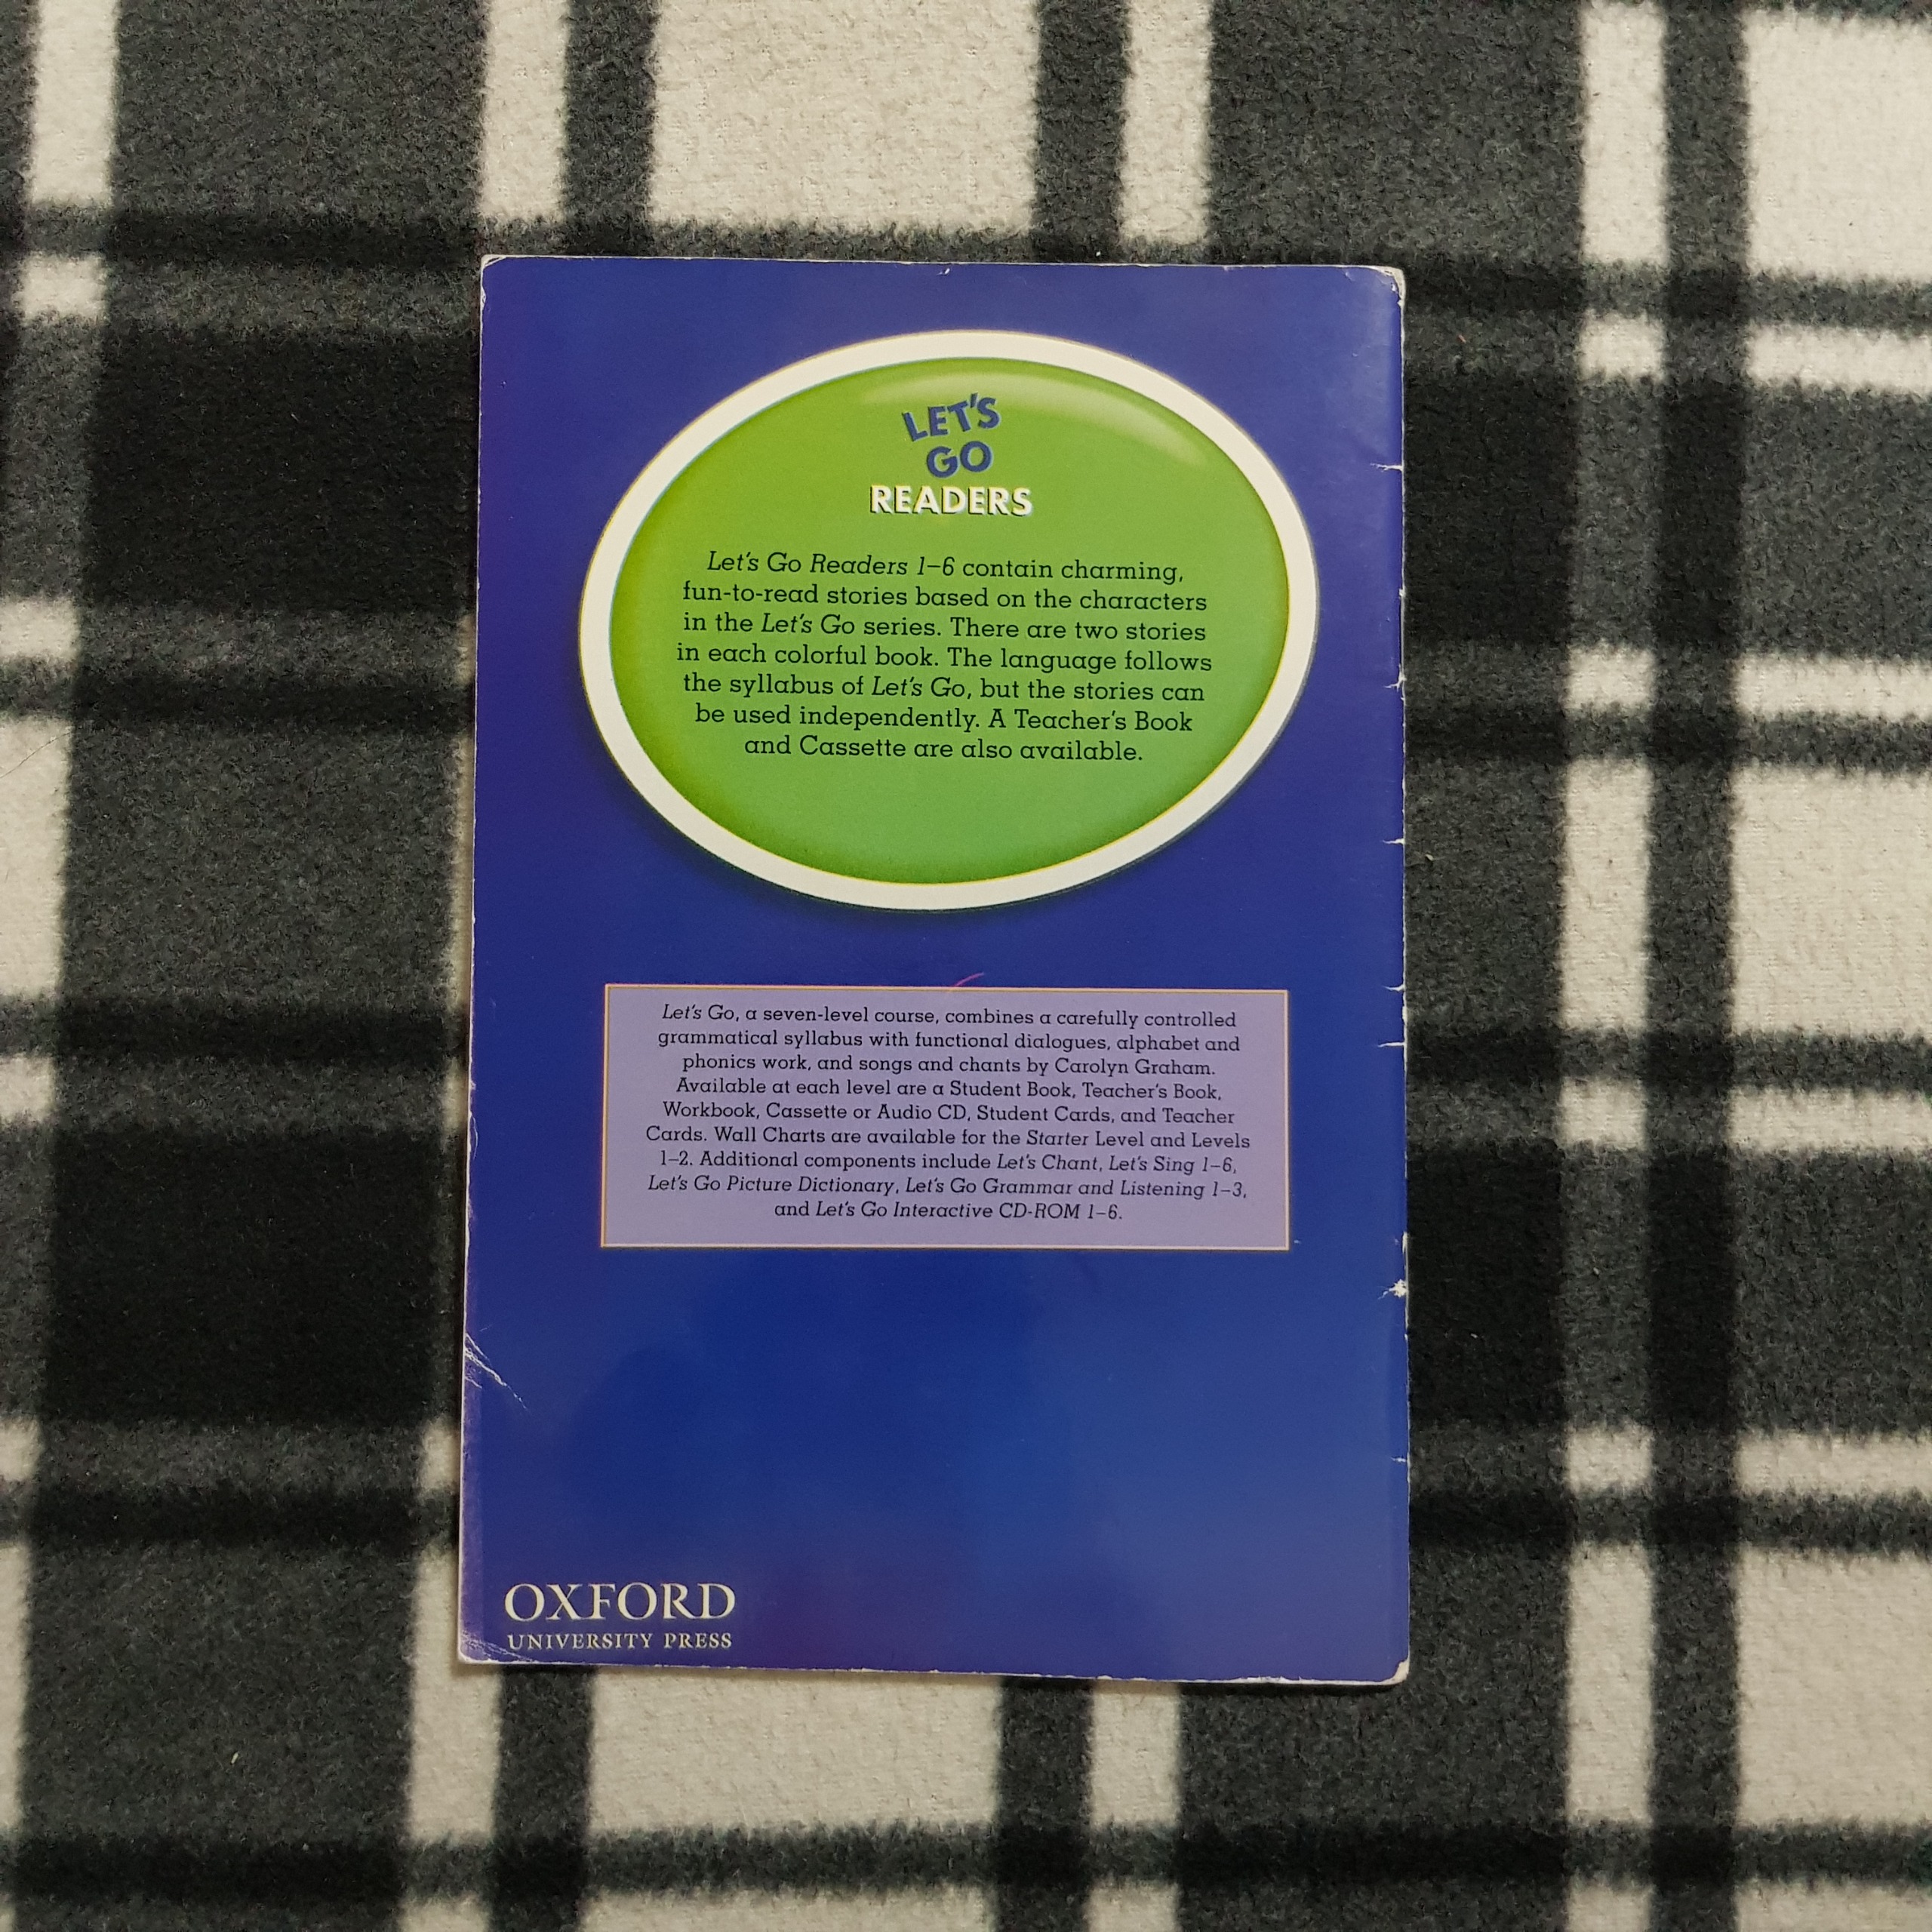 LET'S
GO
READERS
Let's Go Readers 1–6 contain charming,
fun-to-read stories based on the characters
in the Let's Go series. There are two stories
in each colorful book. The language follows
the syllabus of Let's Go, but the stories can
be used independently. A Teacher's Book
and Cassette are also available.
Let's Go, a seven-level course, combines a carefully controlled
grammatical syllabus with functional dialogues, alphabet and
phonics work, and songs and chants by Carolyn Graham.
Available at each level are a Student Book, Teacher's Book,
Workbook, Cassette or Audio CD, Student Cards, and Teacher
Cards. Wall Charts are available for the Starter Level and Levels
1–2. Additional components include Let's Chant, Let's Sing 1–6,
Let's Go Picture Dictionary, Let's Go Grammar and Listening 1–3,
and Let's Go Interactive CD-ROM 1–6.
OXFORD
UNIVERSITY PRESS